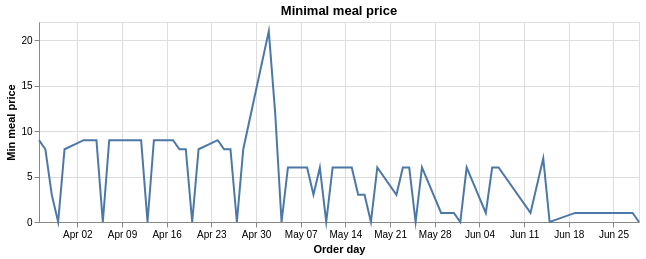 Minimal meal price
Min meal price
20
15
10
5
0
Apr 02 Apr 09 Apr 16 Apr 23 Apr 30 May 07 May 14 May 21 May 28 Jun 04 Jun 11 Jun 18 Jun 25
Order day